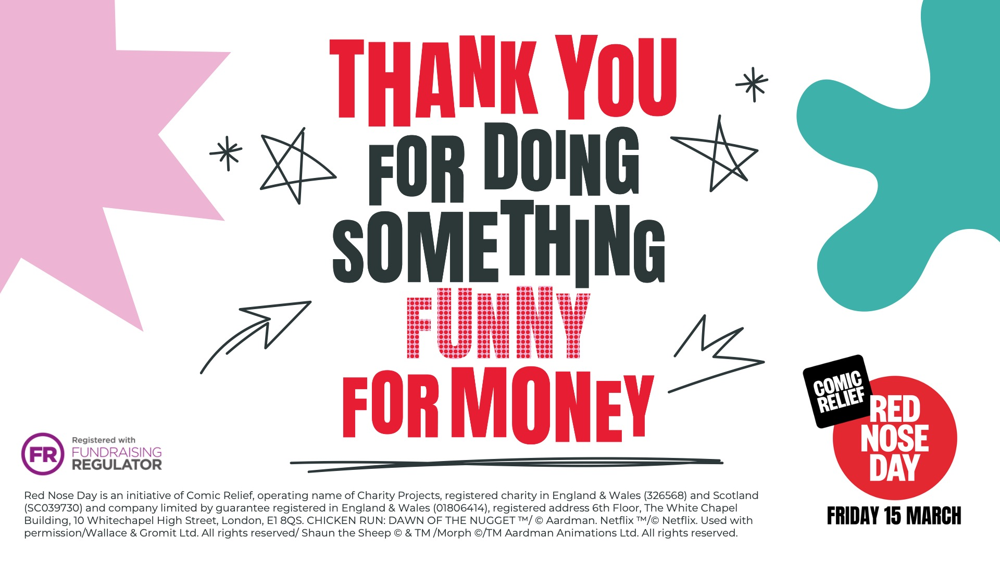 THANK YOU
FOR DOING
SOMETHING
FUNNY
FOR MONEY
COMIC
RELIEF
RED
NOSE
DAY
FRIDAY 15 MARCH
FR
Registered with
FUNDRAISING
REGULATOR
Red Nose Day is an initiative of Comic Relief, operating name of Charity Projects, registered charity in England & Wales (326568) and Scotland
(SC039730) and company limited by guarantee registered in England & Wales (01806414), registered address 6th Floor, The White Chapel
Building, 10 Whitechapel High Street, London, E1 8QS. CHICKEN RUN: DAWN OF THE NUGGET ™/ © Aardman. Netflix ™/© Netflix. Used with
permission/Wallace & Gromit Ltd. All rights reserved/ Shaun the Sheep © & TM /Morph ©/TM Aardman Animations Ltd. All rights reserved.